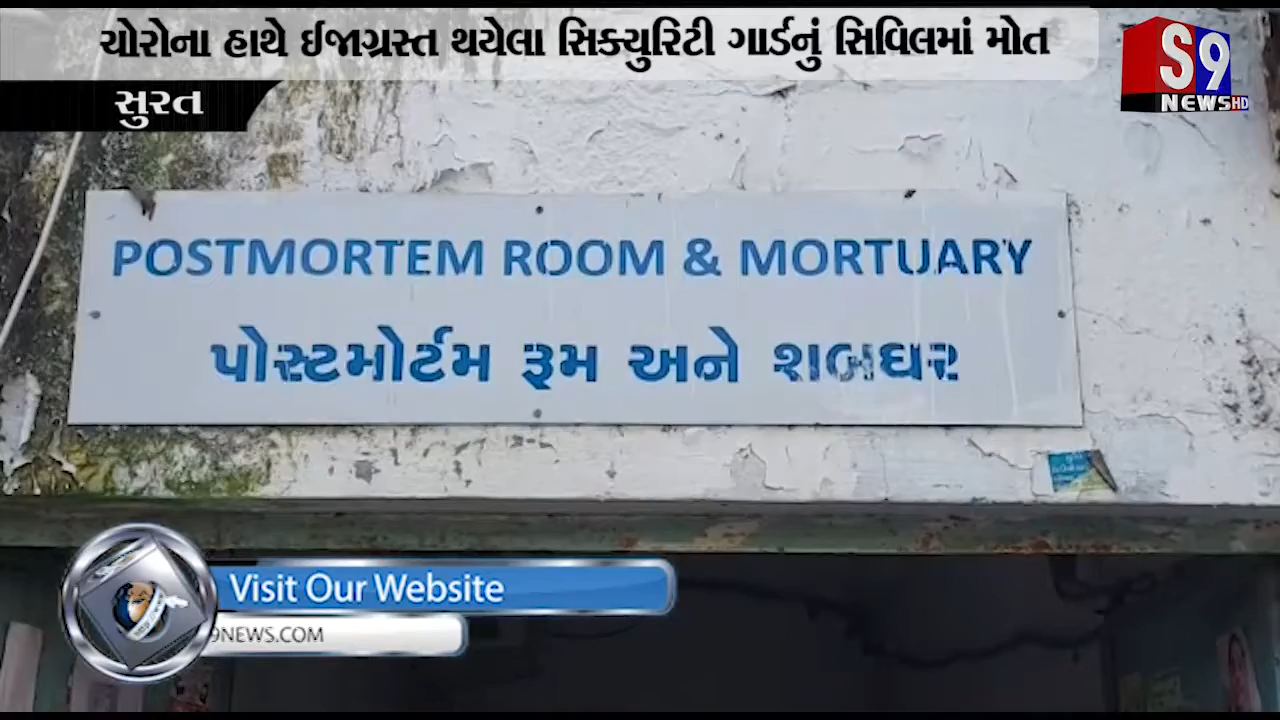 ચોરોના હાથે ઈજાગ્રસ્ત થયેલા સિક્યુરિટી ગાર્ડનું સિવિલમાં મોત
સુરત
S9
NEWS HD
POSTMORTEM ROOM & MORTUARY
પોસ્ટમોર્ટમ રૂમ અને શબઘર
Visit Our Website
9NEWS.COM